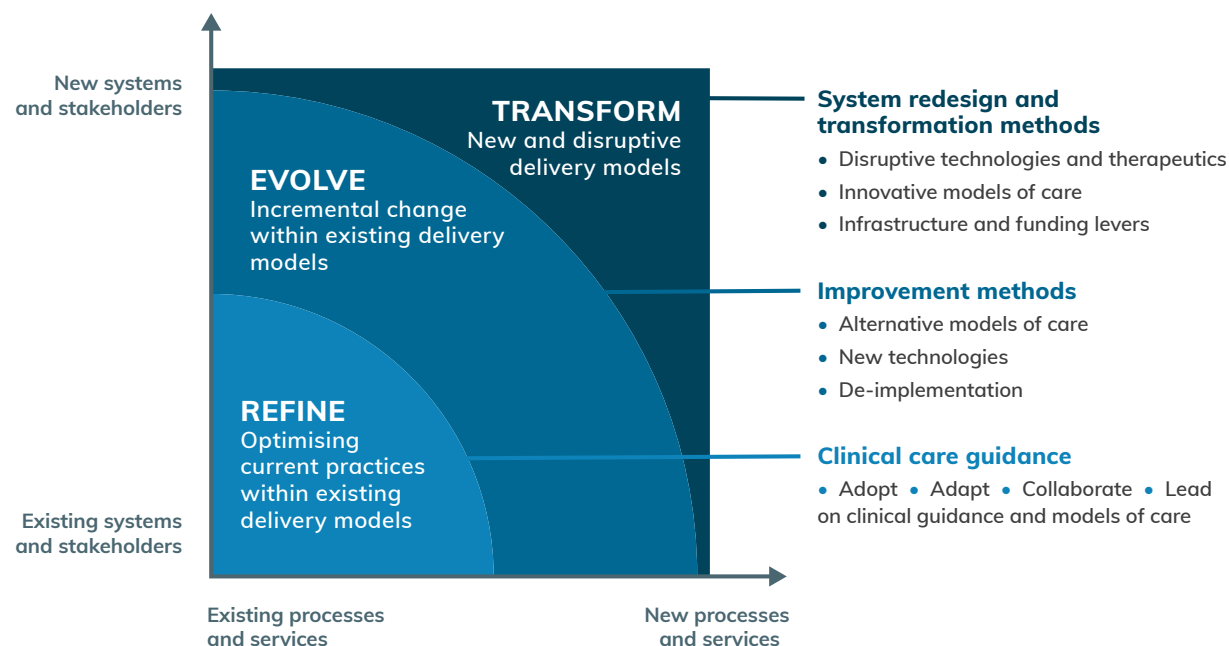 New systems
and stakeholders
TRANSFORM
New and disruptive
delivery models
EVOLVE
Incremental change
within existing delivery
models
REFINE
Optimising
current practices
within existing
delivery models
Existing systems
and stakeholders
Existing processes
and services
New processes
and services
System redesign and
transformation methods
• Disruptive technologies and therapeutics
• Innovative models of care
• Infrastructure and funding levers
Improvement methods
• Alternative models of care
• New technologies
• De-implementation
Clinical care guidance
• Adopt • Adapt • Collaborate • Lead
on clinical guidance and models of care